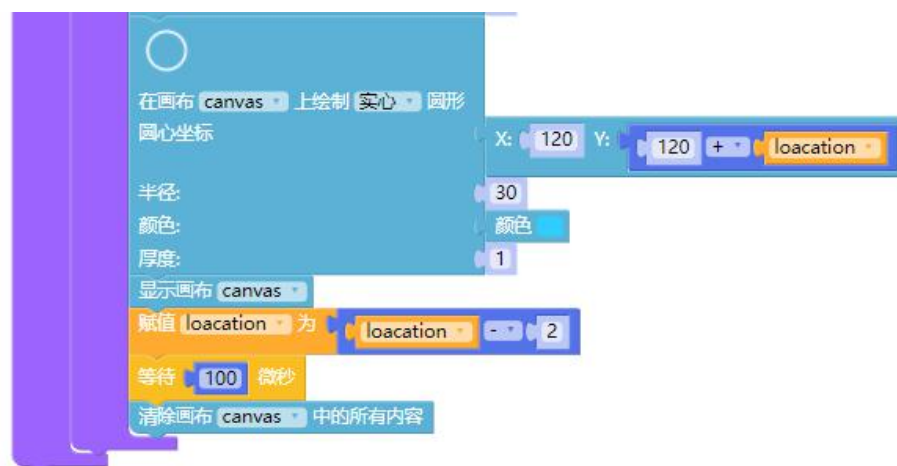 在画布 canvas 上绘制 实心 圆形
圆心坐标 X: 120 Y: 120 + loacation
半径: 30
颜色: 颜色
厚度: 1
显示画布 canvas
赋值 loacation 为 loacation - 2
等待 100 微秒
清除画布 canvas 中的所有内容